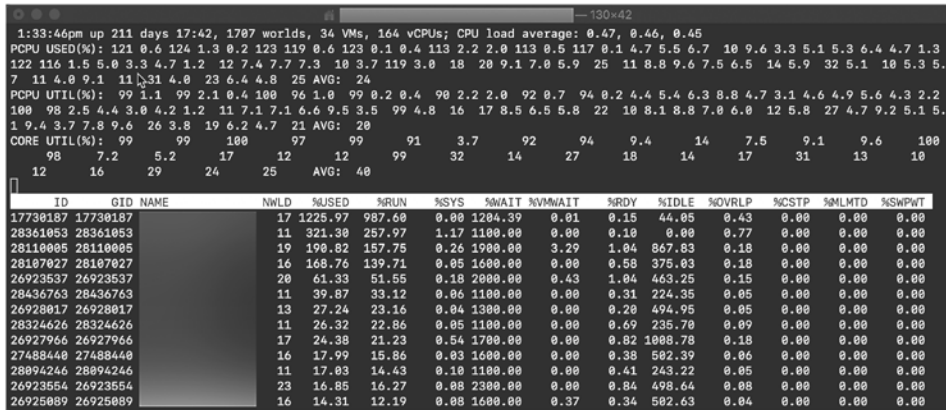 — 130×42
1:33:46pm up 211 days 17:42, 1707 worlds, 34 VMs, 164 vCPUs; CPU load average: 0.47, 0.46, 0.45
PCPU USED(%): 121 0.6 124 1.3 0.2 123 119 0.6 123 0.1 0.4 113 2.2 2.0 113 0.5 117 0.1 4.7 5.5 6.7 10 9.6 3.3 5.1 5.3 6.4 4.7 1.3
122 116 1.5 5.0 3.3 4.7 1.2 12 7.4 7.7 7.3 10 3.7 119 3.0 18 20 9.1 7.0 5.9 25 11 8.8 9.6 7.5 6.5 14 5.9 32 5.1 10 5.3 5.
7 11 4.0 9.1 11 31 4.0 23 6.4 4.8 25 AVG: 24
PCPU UTIL(%): 99 1.1 99 2.1 0.4 100 96 1.0 99 0.2 0.4 90 2.2 2.0 92 0.7 94 0.2 4.4 5.4 6.3 8.8 4.7 3.1 4.6 4.9 5.6 4.3 2.2
100 98 2.5 4.4 3.0 4.2 1.2 11 7.1 7.1 6.6 9.5 3.5 99 4.8 16 17 8.5 6.5 5.8 22 10 8.1 8.8 7.0 6.0 12 5.8 27 4.7 9.2 5.1 5.
1 9.4 3.7 7.8 9.6 26 3.8 19 6.2 4.7 21 AVG: 20
CORE UTIL(%): 99 99 100 97 99 91 3.7 92 94 9.4 14 7.5 9.1 9.6 100
98 7.2 5.2 17 12 12 99 32 14 27 18 14 17 31 13 10
12 16 29 24 25 AVG: 40
ID GID NAME NWLD %USED %RUN %SYS %WAIT %VMWAIT %RDY %IDLE %OVRLP %CSTP %MLMTD %SWPWT
17730187 17730187 17 1225.97 987.60 0.00 1204.39 0.01 0.15 44.05 0.43 0.00 0.00 0.00
28361053 28361053 11 321.30 257.97 1.17 1100.00 0.00 0.10 0.00 0.77 0.00 0.00 0.00
28110005 28110005 19 190.82 157.75 0.26 1900.00 3.29 1.04 867.83 0.18 0.00 0.00 0.00
28107027 28107027 16 168.76 139.71 0.05 1600.00 0.00 0.58 375.03 0.18 0.00 0.00 0.00
26923537 26923537 20 61.33 51.55 0.18 2000.00 0.43 1.04 463.25 0.15 0.00 0.00 0.00
28436763 28436763 11 39.87 33.12 0.06 1100.00 0.00 0.31 224.35 0.05 0.00 0.00 0.00
26928017 26928017 13 27.24 23.16 0.04 1300.00 0.00 0.20 494.95 0.05 0.00 0.00 0.00
28324626 28324626 11 26.32 22.86 0.05 1100.00 0.00 0.69 235.70 0.09 0.00 0.00 0.00
26927966 26927966 17 24.38 21.23 0.54 1700.00 0.00 0.82 1008.78 0.18 0.00 0.00 0.00
27488440 27488440 16 17.99 15.86 0.03 1600.00 0.00 0.38 502.39 0.06 0.00 0.00 0.00
28094246 28094246 11 17.03 14.43 0.10 1100.00 0.00 0.41 243.22 0.05 0.00 0.00 0.00
26923554 26923554 23 16.85 16.27 0.08 2300.00 0.00 0.84 498.64 0.08 0.00 0.00 0.00
26925089 26925089 16 14.31 12.19 0.08 1600.00 0.37 0.34 502.63 0.04 0.00 0.00 0.00